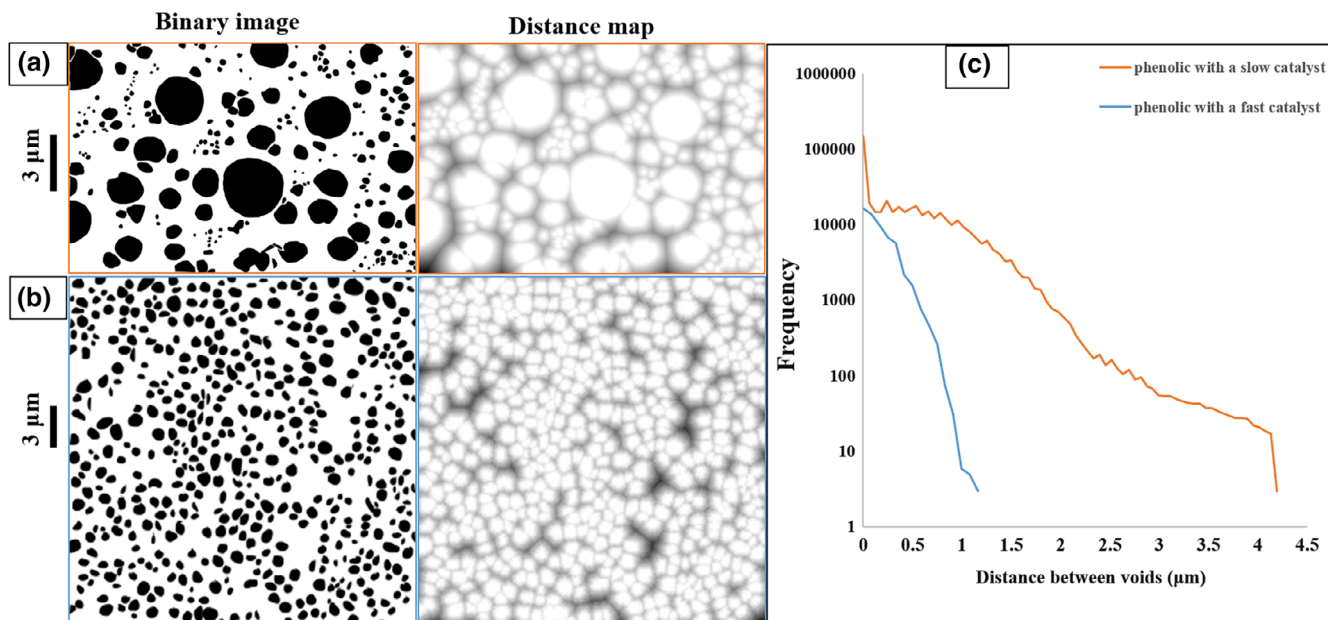 Binary image
Distance map
(a)
3 μm
(b)
3 μm
(c)
phenolic with a slow catalyst
phenolic with a fast catalyst
Frequency
1000000
100000
10000
1000
100
10
1
0 0.5 1 1.5 2 2.5 3 3.5 4 4.5
Distance between voids (μm)